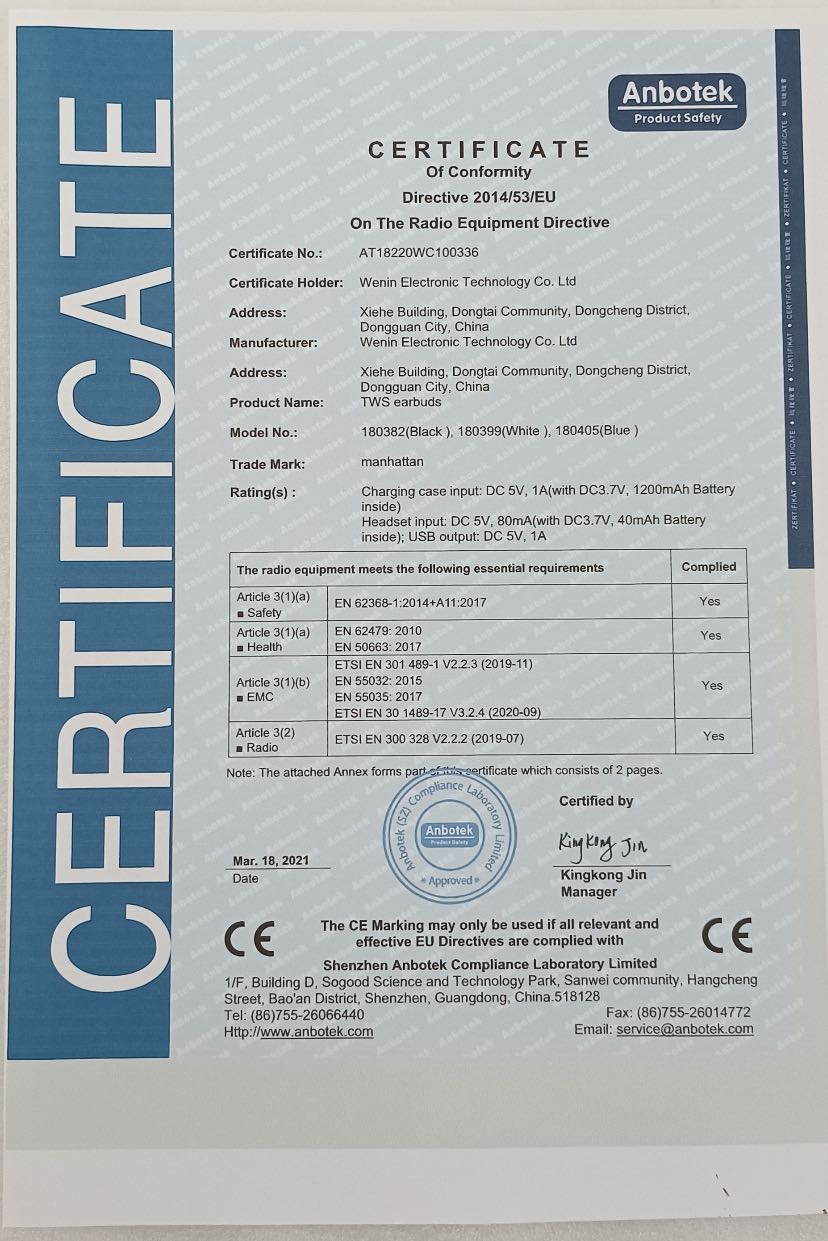 CERTIFICATE
Anbotek
Product Safety
CERTIFICATE
Of Conformity
Directive 2014/53/EU
On The Radio Equipment Directive
Certificate No.: AT18220WC100336
Certificate Holder: Wenin Electronic Technology Co. Ltd
Address: Xiehe Building, Dongtai Community, Dongcheng District,
Dongguan City, China
Manufacturer: Wenin Electronic Technology Co. Ltd
Address: Xiehe Building, Dongtai Community, Dongcheng District,
Dongguan City, China
Product Name: TWS earbuds
Model No.: 180382(Black ), 180399(White ), 180405(Blue )
Trade Mark: manhattan
Rating(s) : Charging case input: DC 5V, 1A(with DC3.7V, 1200mAh Battery
inside)
Headset input: DC 5V, 80mA(with DC3.7V, 40mAh Battery
inside); USB output: DC 5V, 1A
The radio equipment meets the following essential requirements Complied
Article 3(1)(a)
■ Safety
EN 62368-1:2014+A11:2017
Yes
Article 3(1)(a)
■ Health
EN 62479: 2010
EN 50663: 2017
Yes
Article 3(1)(b)
■ EMC
ETSI EN 301 489-1 V2.2.3 (2019-11)
EN 55032: 2015
EN 55035: 2017
ETSI EN 30 1489-17 V3.2.4 (2020-09)
Yes
Article 3(2)
■ Radio
ETSI EN 300 328 V2.2.2 (2019-07)
Yes
Note: The attached Annex forms part of this certificate which consists of 2 pages.
Anbotek (SZ) Compliance Laboratory Limited
Anbotek
Product Safety
* Approved *
Certified by
Kingkong Jin
Mar. 18, 2021
Date
Kingkong Jin
Manager
CE
The CE Marking may only be used if all relevant and
effective EU Directives are complied with
CE
Shenzhen Anbotek Compliance Laboratory Limited
1/F, Building D, Sogood Science and Technology Park, Sanwei community, Hangcheng
Street, Bao'an District, Shenzhen, Guangdong, China.518128
Tel: (86)755-26066440 Fax: (86)755-26014772
Http://www.anbotek.com Email: service@anbotek.com
ZERTIFIKAT ● CERTIFICATE ● ● ZERTIFIKAT ● CERTIFICATE ● ● ZERTIFIKAT ● CERTIFICATE ●